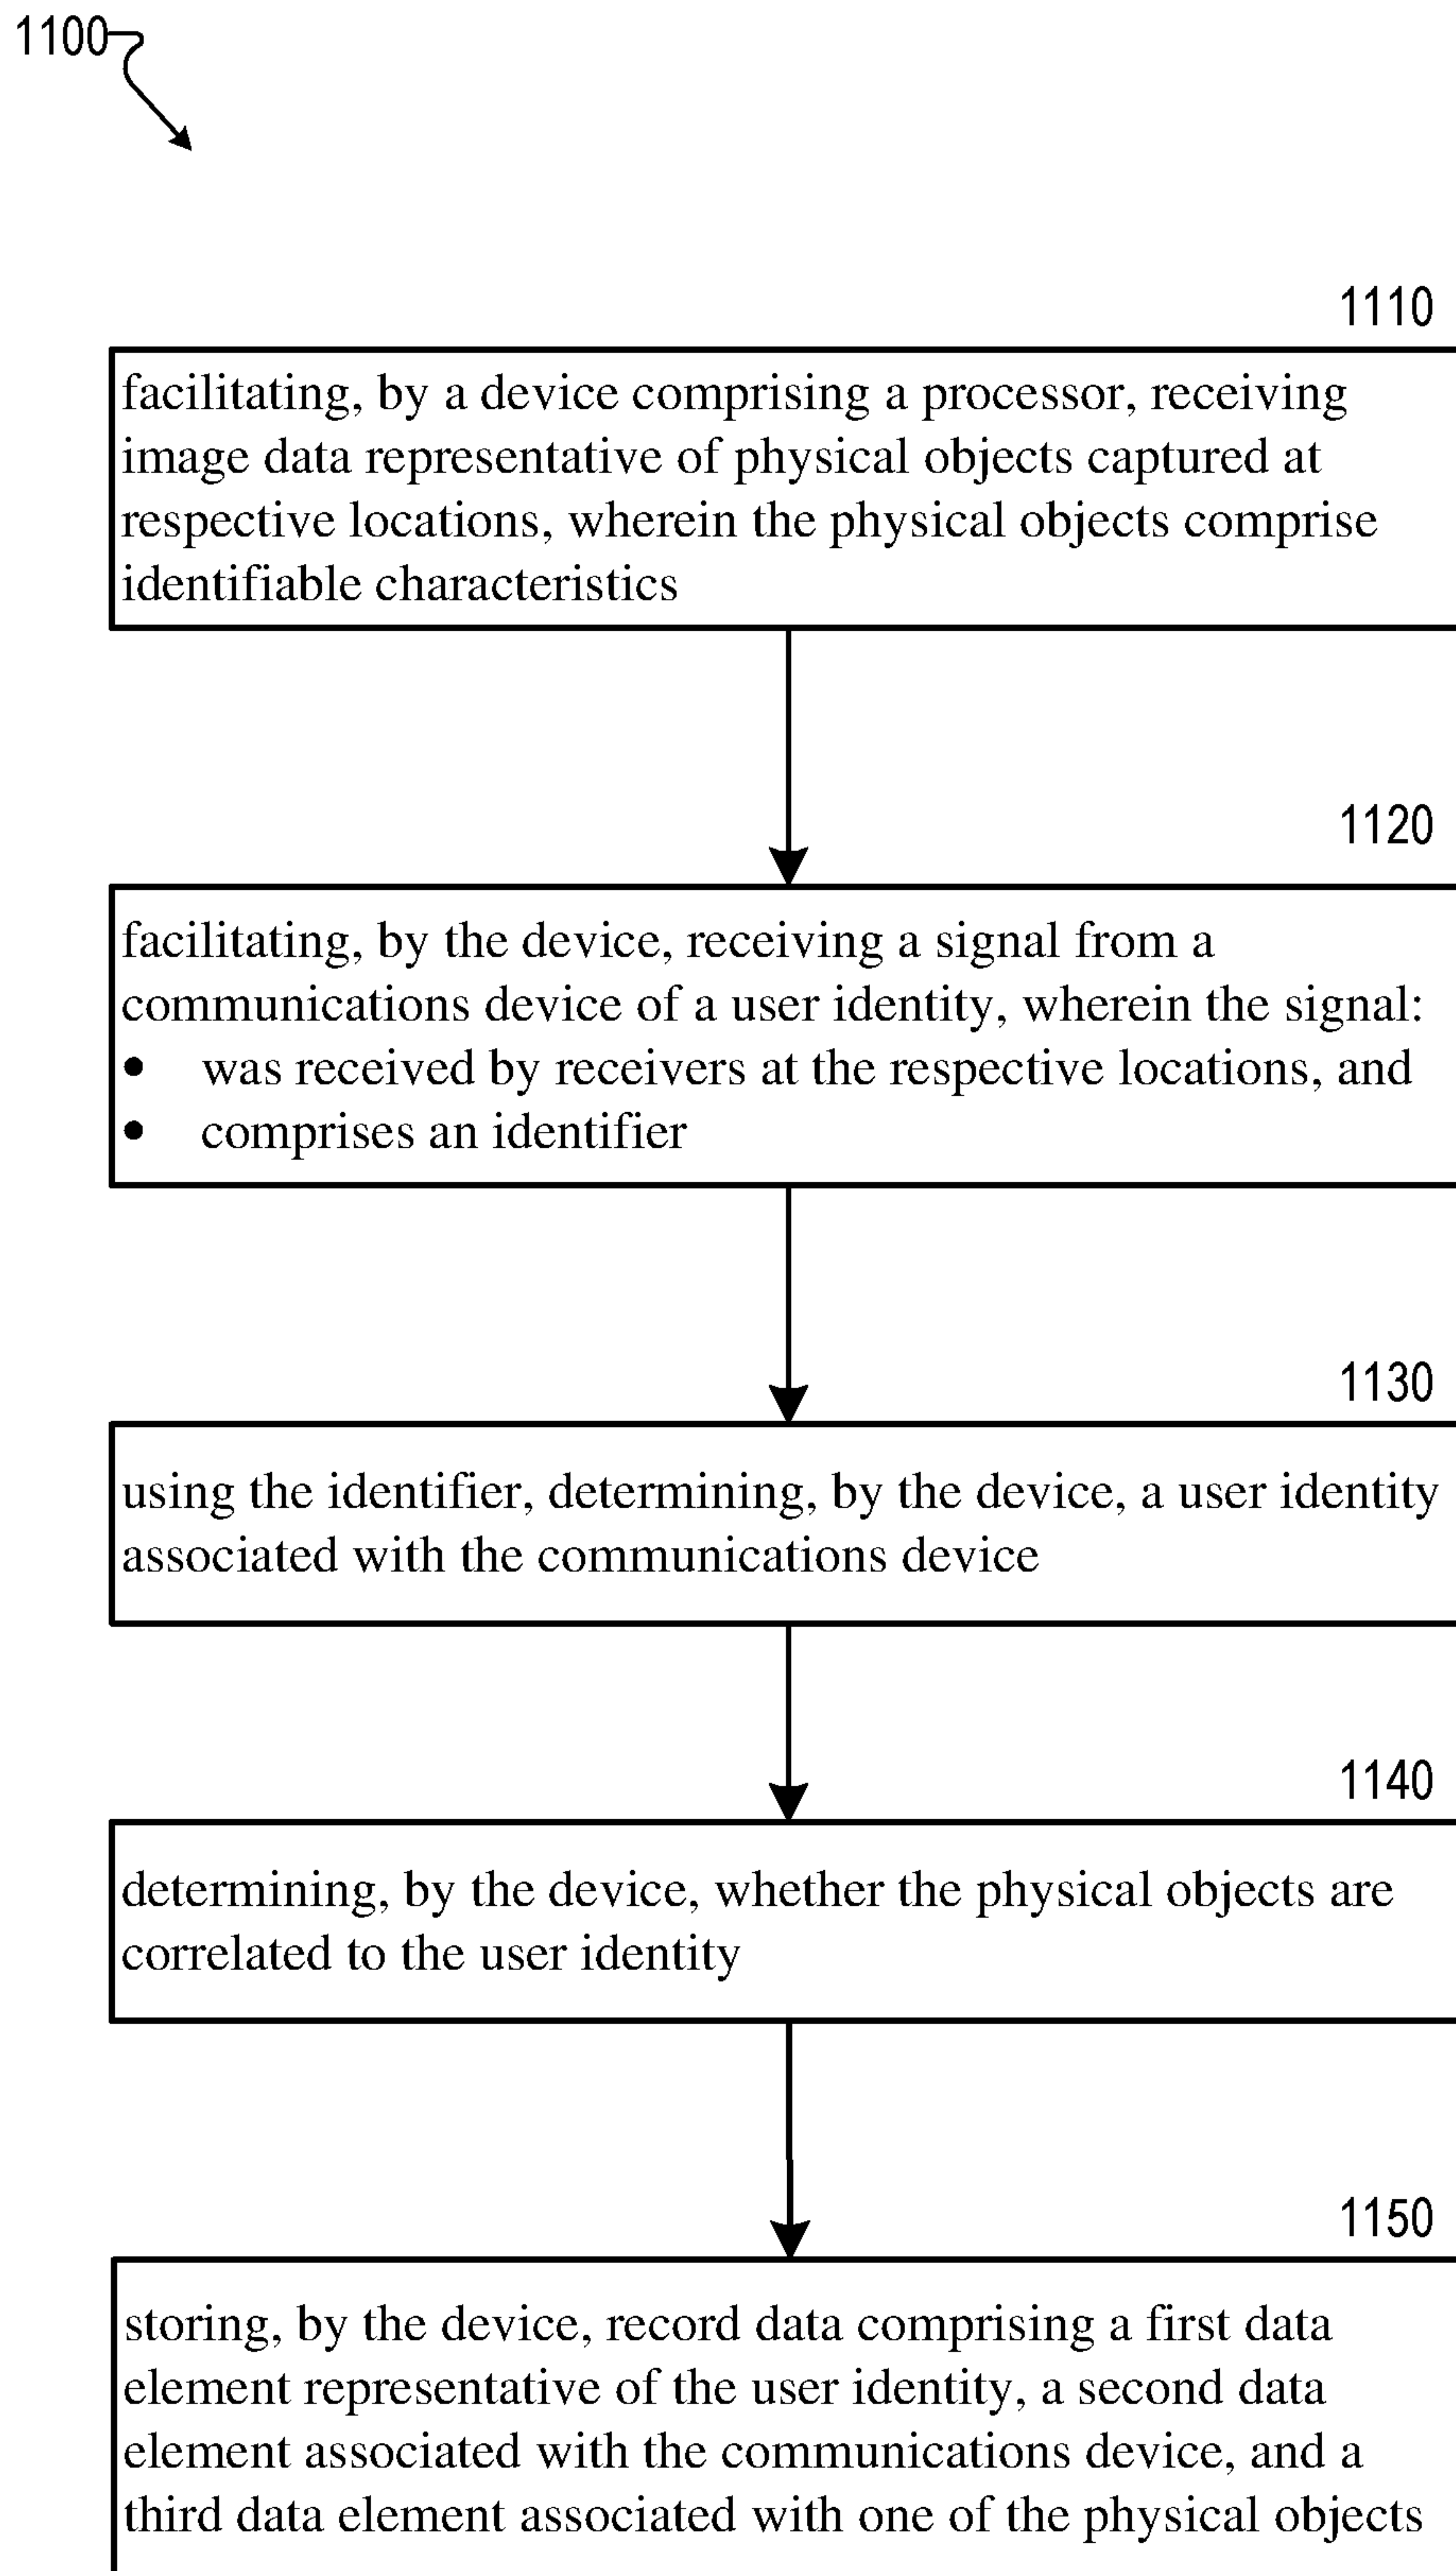 1100
1110
facilitating, by a device comprising a processor, receiving
image data representative of physical objects captured at
respective locations, wherein the physical objects comprise
identifiable characteristics
1120
facilitating, by the device, receiving a signal from a
communications device of a user identity, wherein the signal:
• was received by receivers at the respective locations, and
• comprises an identifier
1130
using the identifier, determining, by the device, a user identity
associated with the communications device
1140
determining, by the device, whether the physical objects are
correlated to the user identity
1150
storing, by the device, record data comprising a first data
element representative of the user identity, a second data
element associated with the communications device, and a
third data element associated with one of the physical objects